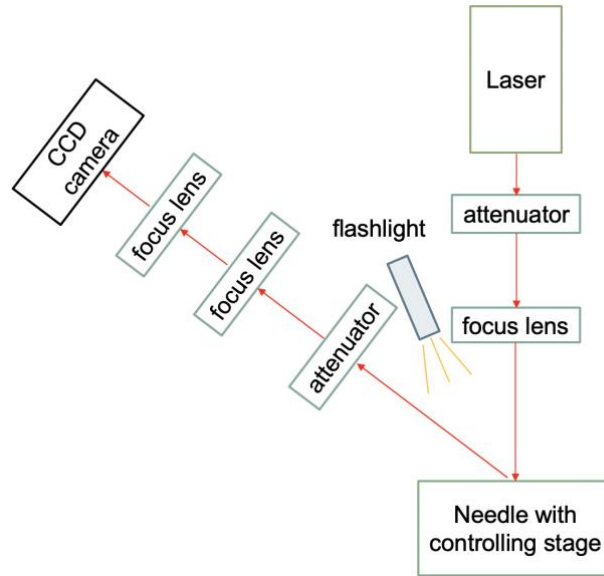 Laser
CCD
camera
focus lens
attenuator
focus lens
flashlight
attenuator
focus lens
Needle with
controlling stage